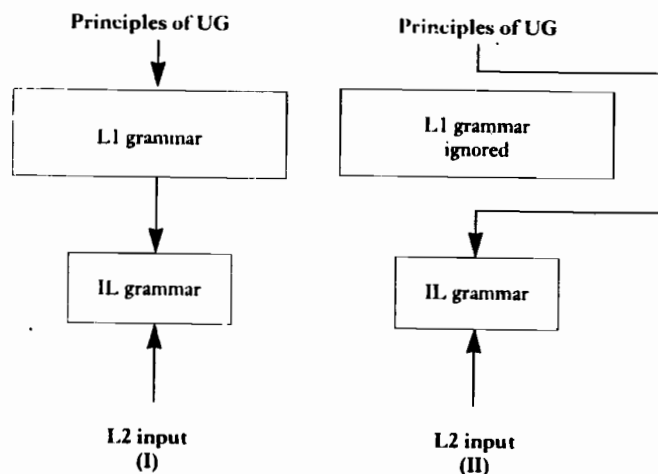 Principles of UG
L1 grammar
IL grammar
L2 input
(I)
Principles of UG
L1 grammar
ignored
IL grammar
L2 input
(II)